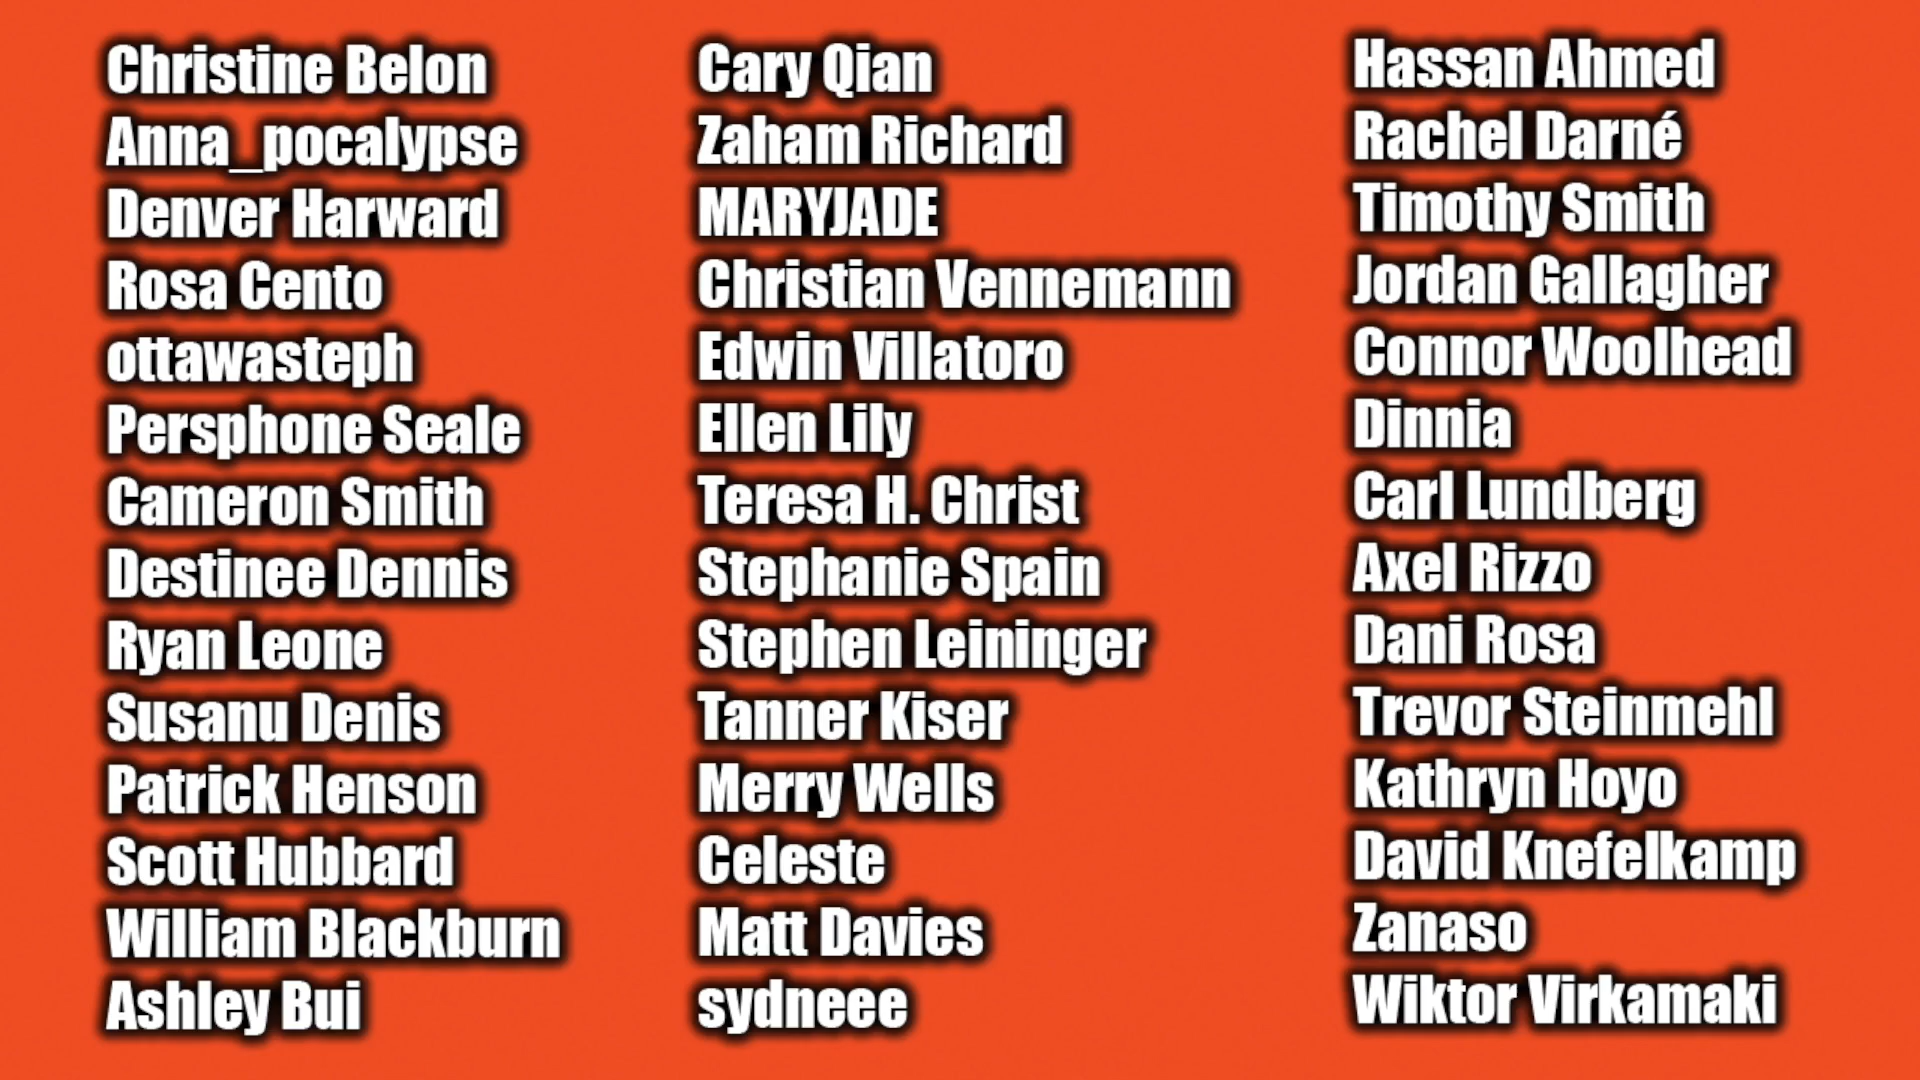 Christine Belon
Anna_pocalypse
Denver Harward
Rosa Cento
ottawasteph
Persphone Seale
Cameron Smith
Destinee Dennis
Ryan Leone
Susanu Denis
Patrick Henson
Scott Hubbard
William Blackburn
Ashley Bui
Cary Qian
Zaham Richard
MARYJADE
Christian Vennemann
Edwin Villatoro
Ellen Lily
Teresa H. Christ
Stephanie Spain
Stephen Leininger
Tanner Kiser
Merry Wells
Celeste
Matt Davies
sydneee
Hassan Ahmed
Rachel Darné
Timothy Smith
Jordan Gallagher
Connor Woolhead
Dinnia
Carl Lundberg
Axel Rizzo
Dani Rosa
Trevor Steinmehl
Kathryn Hoyo
David Knefelkamp
Zanaso
Wiktor Virkamaki